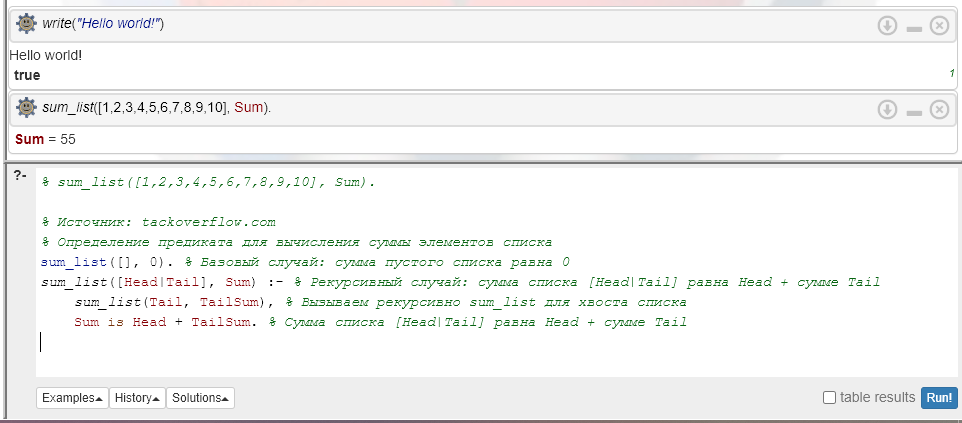 write("Hello world!")
Hello world!
true
1
sum_list([1,2,3,4,5,6,7,8,9,10], Sum).
Sum = 55
?-
% sum_list([1,2,3,4,5,6,7,8,9,10], Sum).
% Источник: tackoverflow.com
% Определение предиката для вычисления суммы элементов списка
sum_list([], 0). % Базовый случай: сумма пустого списка равна 0
sum_list([Head|Tail], Sum) :- % Рекурсивный случай: сумма списка [Head|Tail] равна Head + сумме Tail
sum_list(Tail, TailSum), % Вызываем рекурсивно sum_list для хвоста списка
Sum is Head + TailSum. % Сумма списка [Head|Tail] равна Head + сумме Tail
Examples History Solutions table results Run!